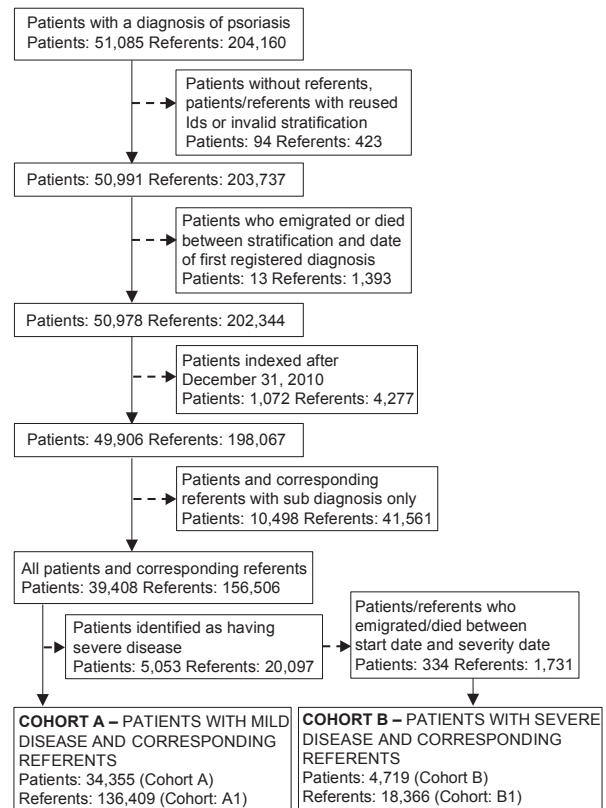 Patients with a diagnosis of psoriasis
Patients: 51,085 Referents: 204,160
Patients without referents,
patients/referents with reused
Ids or invalid stratification
Patients: 94 Referents: 423
Patients: 50,991 Referents: 203,737
Patients who emigrated or died
between stratification and date
of first registered diagnosis
Patients: 13 Referents: 1,393
Patients: 50,978 Referents: 202,344
Patients indexed after
December 31, 2010
Patients: 1,072 Referents: 4,277
Patients: 49,906 Referents: 198,067
Patients and corresponding
referents with sub diagnosis only
Patients: 10,498 Referents: 41,561
All patients and corresponding referents
Patients: 39,408 Referents: 156,506
Patients identified as having
severe disease
Patients: 5,053 Referents: 20,097
Patients/referents who
emigrated/died between
start date and severity date
Patients: 334 Referents: 1,731
COHORT A – PATIENTS WITH MILD
DISEASE AND CORRESPONDING
REFERENTS
Patients: 34,355 (Cohort A)
Referents: 136,409 (Cohort: A1)
COHORT B – PATIENTS WITH SEVERE
DISEASE AND CORRESPONDING
REFERENTS
Patients: 4,719 (Cohort B)
Referents: 18,366 (Cohort: B1)